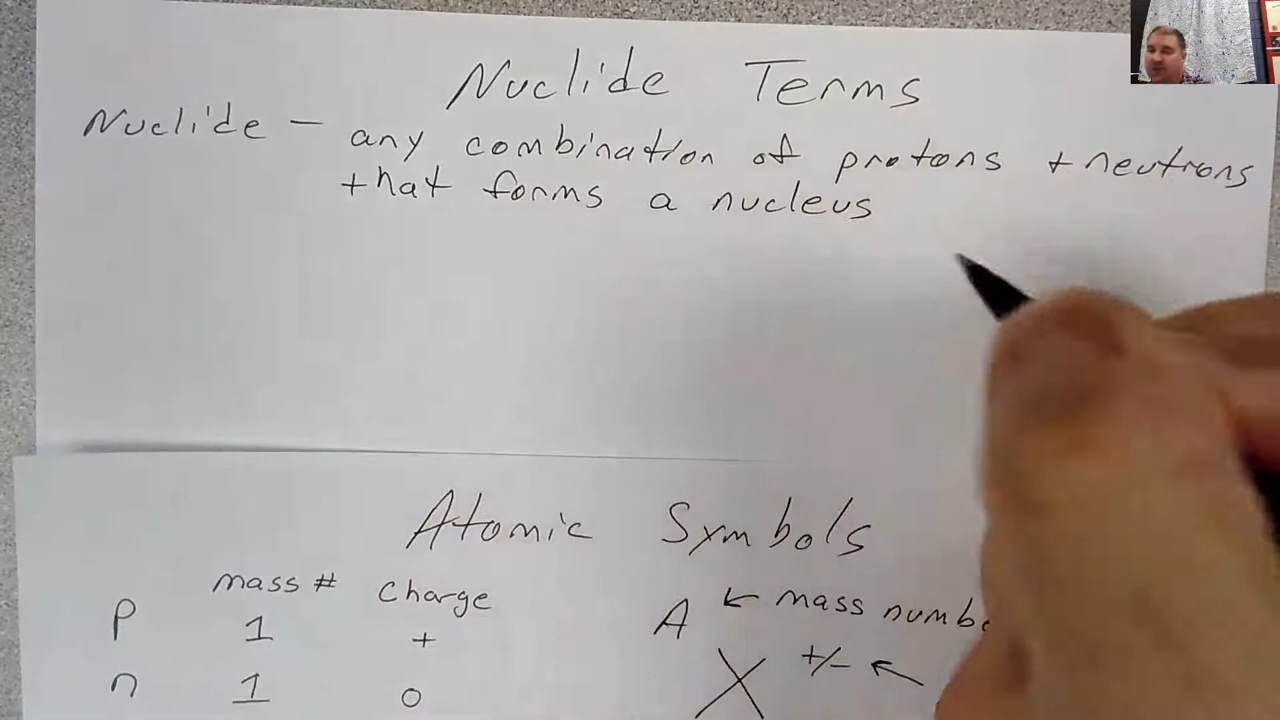 Nuclide Terms
Nuclide – any combination of protons + neutrons
that forms a nucleus
Atomic Symbols
mass # charge
p 1 +
n 1 0
A ← mass numbe
X +/- ←